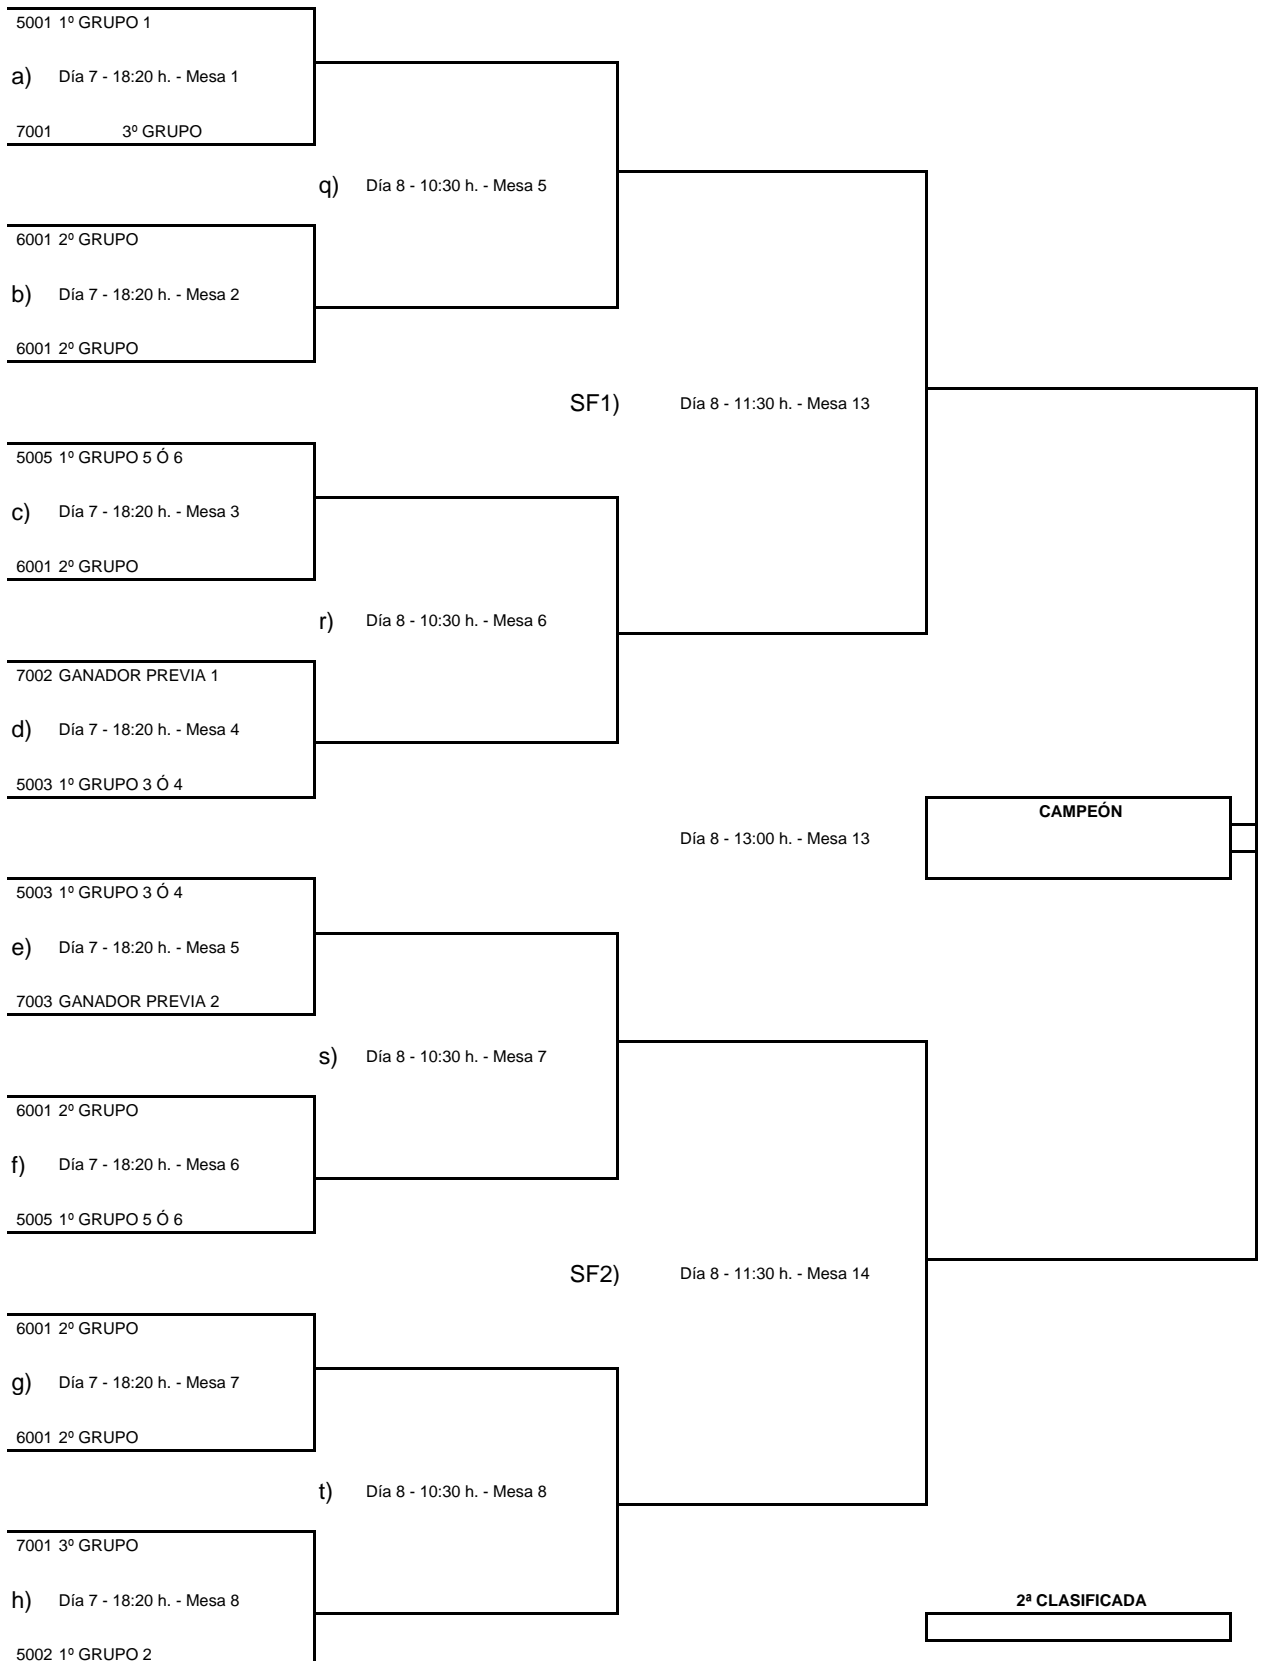 5001 1º GRUPO 1
a) Día 7 - 18:20 h. - Mesa 1
7001 3º GRUPO
q) Día 8 - 10:30 h. - Mesa 5
6001 2º GRUPO
b) Día 7 - 18:20 h. - Mesa 2
6001 2º GRUPO
SF1) Día 8 - 11:30 h. - Mesa 13
5005 1º GRUPO 5 Ó 6
c) Día 7 - 18:20 h. - Mesa 3
6001 2º GRUPO
r) Día 8 - 10:30 h. - Mesa 6
7002 GANADOR PREVIA 1
d) Día 7 - 18:20 h. - Mesa 4
5003 1º GRUPO 3 Ó 4
CAMPEÓN
Día 8 - 13:00 h. - Mesa 13
5003 1º GRUPO 3 Ó 4
e) Día 7 - 18:20 h. - Mesa 5
7003 GANADOR PREVIA 2
s) Día 8 - 10:30 h. - Mesa 7
6001 2º GRUPO
f) Día 7 - 18:20 h. - Mesa 6
5005 1º GRUPO 5 Ó 6
SF2) Día 8 - 11:30 h. - Mesa 14
6001 2º GRUPO
g) Día 7 - 18:20 h. - Mesa 7
6001 2º GRUPO
t) Día 8 - 10:30 h. - Mesa 8
7001 3º GRUPO
h) Día 7 - 18:20 h. - Mesa 8
2ª CLASIFICADA
5002 1º GRUPO 2